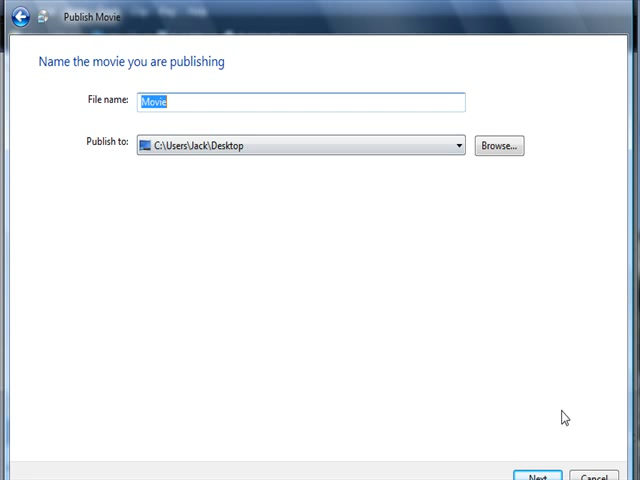 Publish Movie
Name the movie you are publishing
File name: Movie
Publish to: C:\Users\Jack\Desktop Browse...
Next Cancel